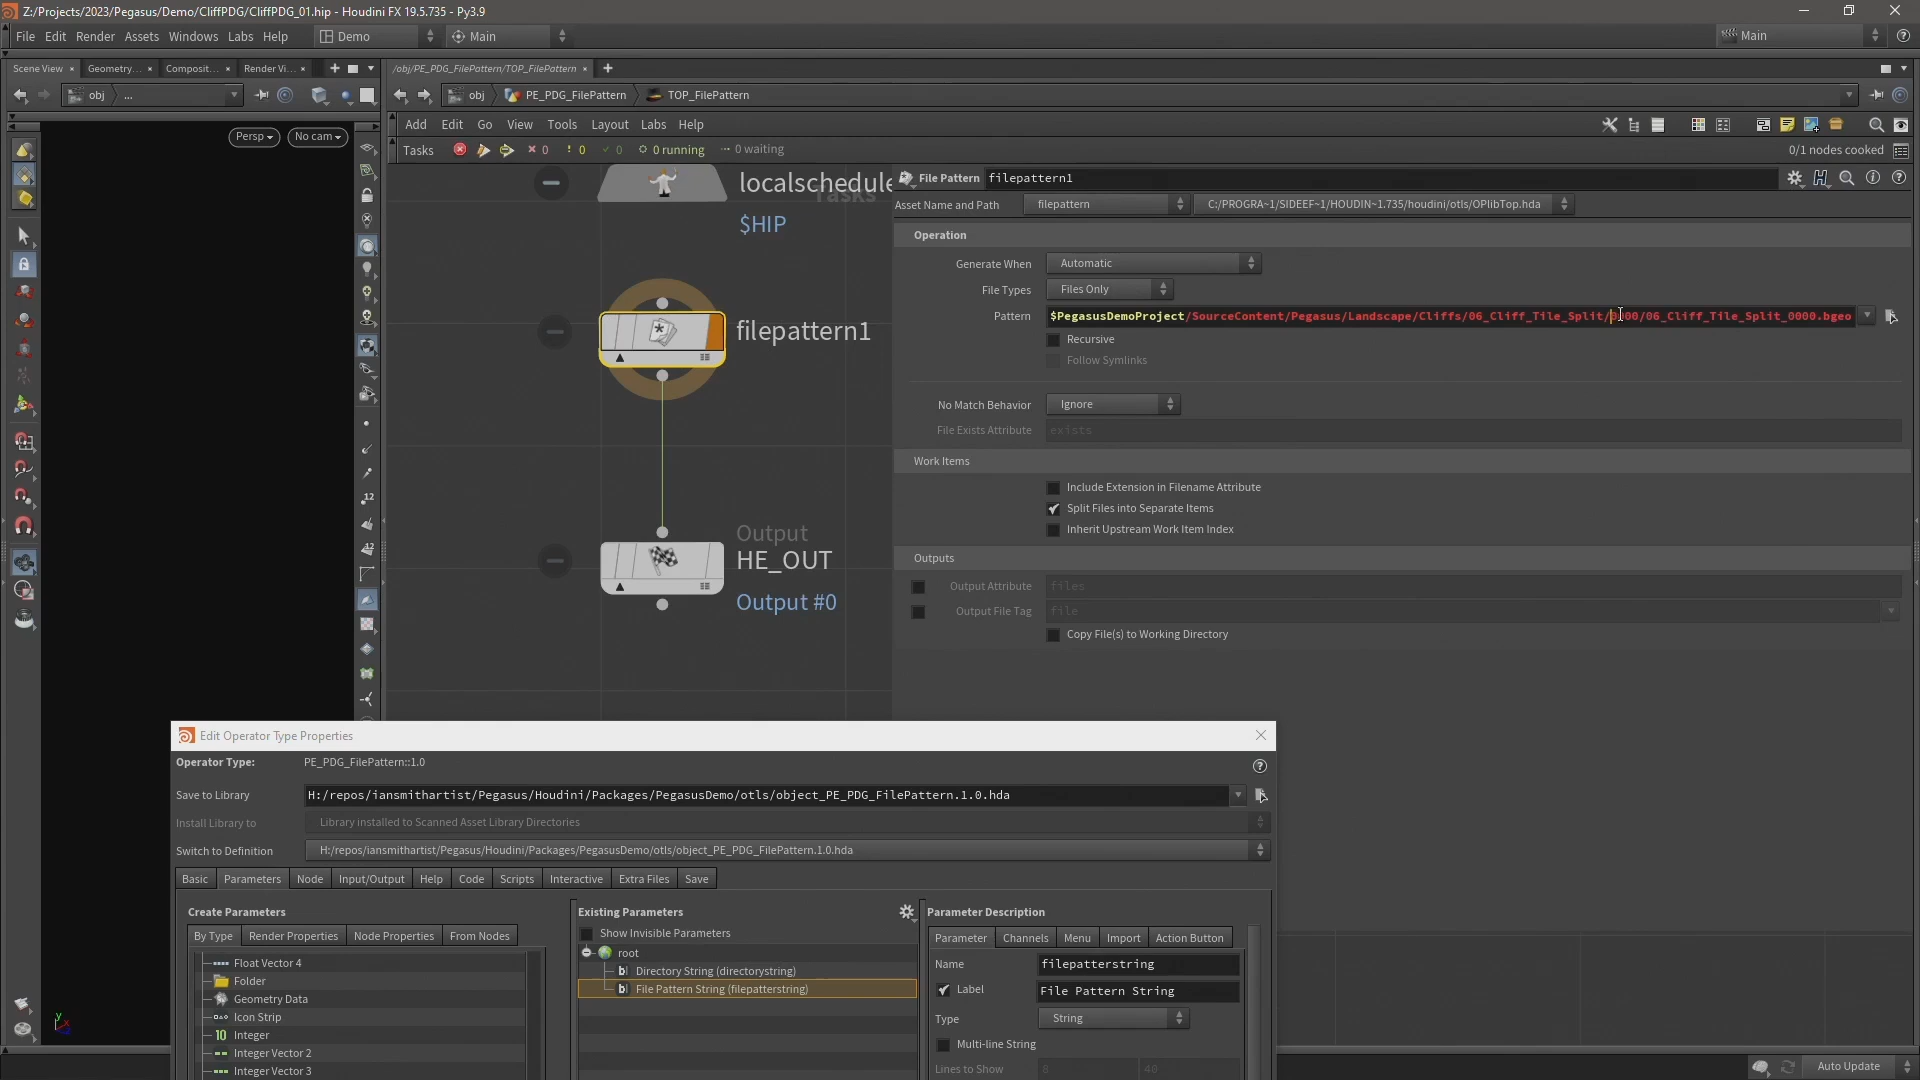 Z:/Projects/2023/Pegasus/Demo/CliffPDG/CliffPDG_01.hip - Houdini FX 19.5.735 - Py3.9
File Edit Render Assets Windows Labs Help Demo Main Main
Scene View Geometry... Composit... Render Vi... /obj/PE_PDG_FilePattern/TOP_FilePattern
obj ... obj PE_PDG_FilePattern TOP_FilePattern
Persp No cam
Add Edit Go View Tools Layout Labs Help
Tasks 0 0 0 0 running 0 waiting 0/1 nodes cooked
localschedule
Tasks
$HIP
filepattern1
Output
HE_OUT
Output #0
File Pattern filepattern1
Asset Name and Path filepattern C:/PROGRA~1/SIDEEF~1/HOUDIN~1.735/houdini/otls/OPlibTop.hda
Operation
Generate When Automatic
File Types Files Only
Pattern $PegasusDemoProject/SourceContent/Pegasus/Landscape/Cliffs/06_Cliff_Tile_Split/0000/06_Cliff_Tile_Split_0000.bgeo
Recursive
Follow Symlinks
No Match Behavior Ignore
File Exists Attribute exists
Work Items
Include Extension in Filename Attribute
Split Files into Separate Items
Inherit Upstream Work Item Index
Outputs
Output Attribute files
Output File Tag file
Copy File(s) to Working Directory
Edit Operator Type Properties
Operator Type: PE_PDG_FilePattern::1.0
Save to Library H:/repos/iansmithartist/Pegasus/Houdini/Packages/PegasusDemo/otls/object_PE_PDG_FilePattern.1.0.hda
Install Library to Library installed to Scanned Asset Library Directories
Switch to Definition H:/repos/iansmithartist/Pegasus/Houdini/Packages/PegasusDemo/otls/object_PE_PDG_FilePattern.1.0.hda
Basic Parameters Node Input/Output Help Code Scripts Interactive Extra Files Save
Create Parameters
By Type Render Properties Node Properties From Nodes
Float Vector 4
Folder
Geometry Data
Icon Strip
10 Integer
Integer Vector 2
Integer Vector 3
Existing Parameters
Show Invisible Parameters
root
Directory String (directorystring)
File Pattern String (filepatterstring)
Parameter Description
Parameter Channels Menu Import Action Button
Name filepatterstring
Label File Pattern String
Type String
Multi-line String
Lines to Show 8 40
12
12
y
x
Auto Update